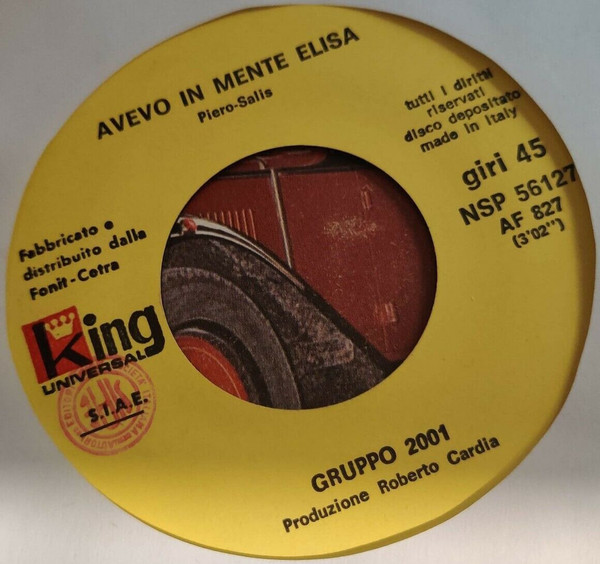 AVEVO IN MENTE ELISA
Piero-Salis
tutti i diritti
riservati
disco depositato
made in Italy
giri 45
NSP 56127
AF 827
(3'02")
Fabbricato e
distribuito dalla
Fonit-Cetra
king
UNIVERSAL
S.I.A.E.
GRUPPO 2001
Produzione Roberto Cardia